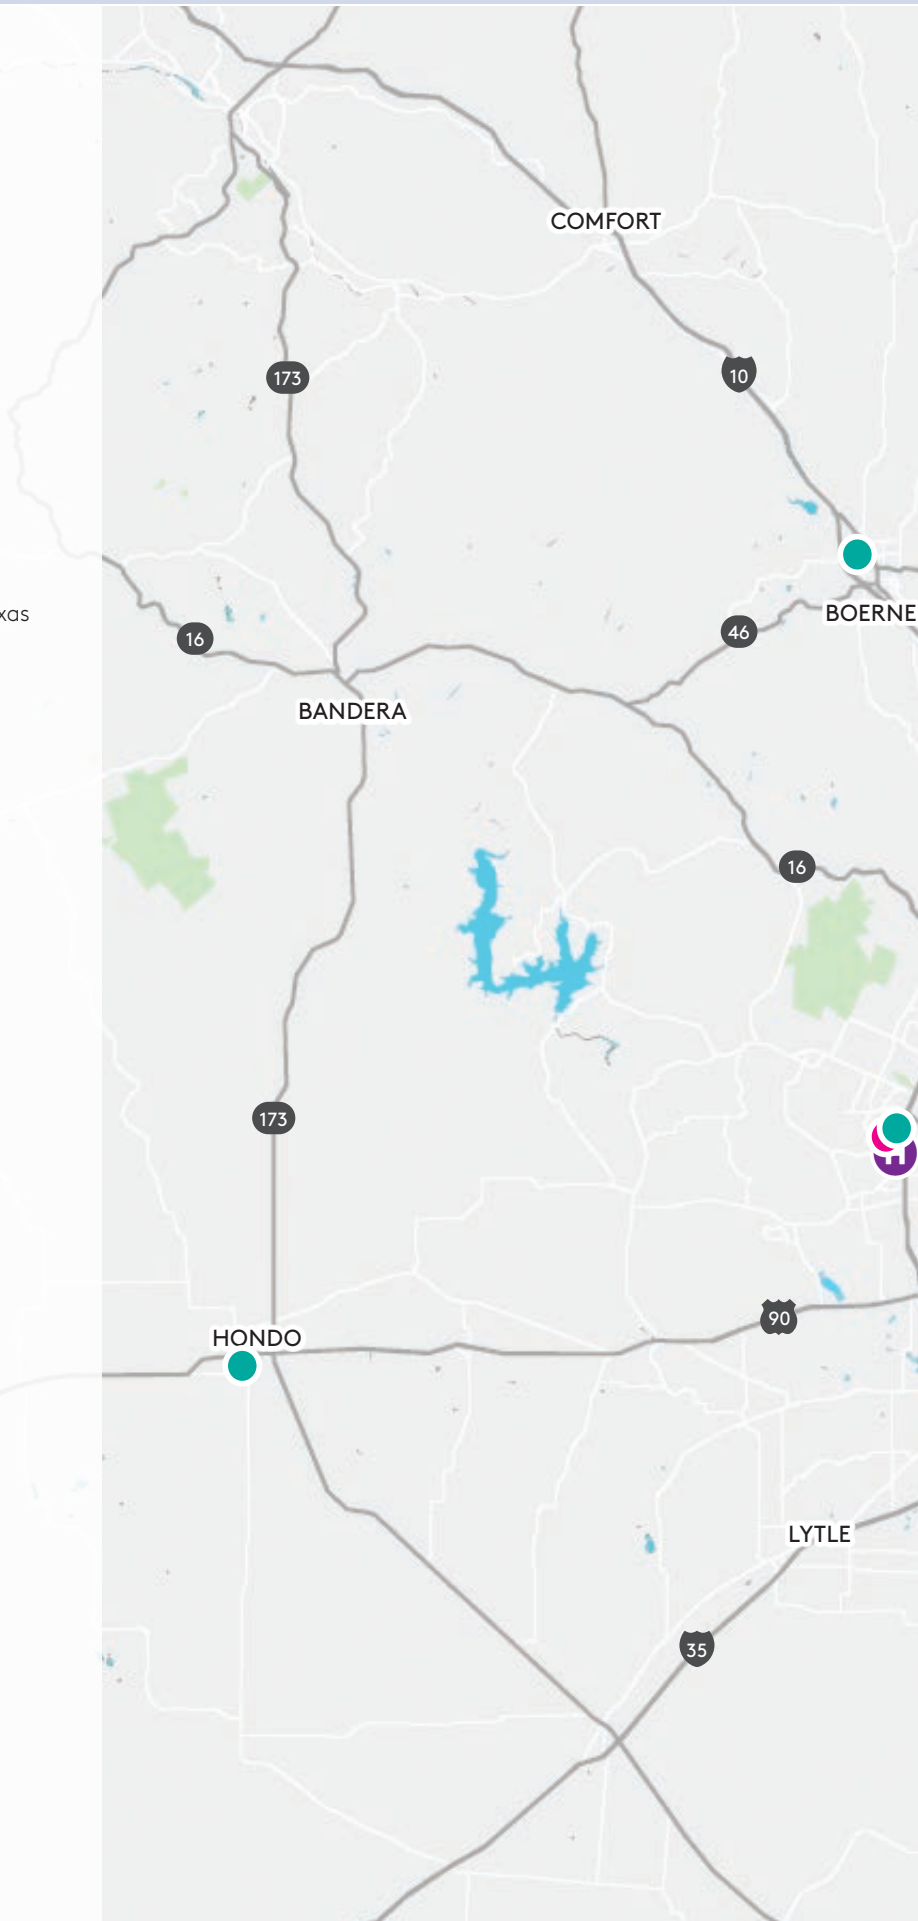 COMFORT
173
10
xas
BOERNE
16
46
BANDERA
16
173
90
HONDO
LYTLE
35